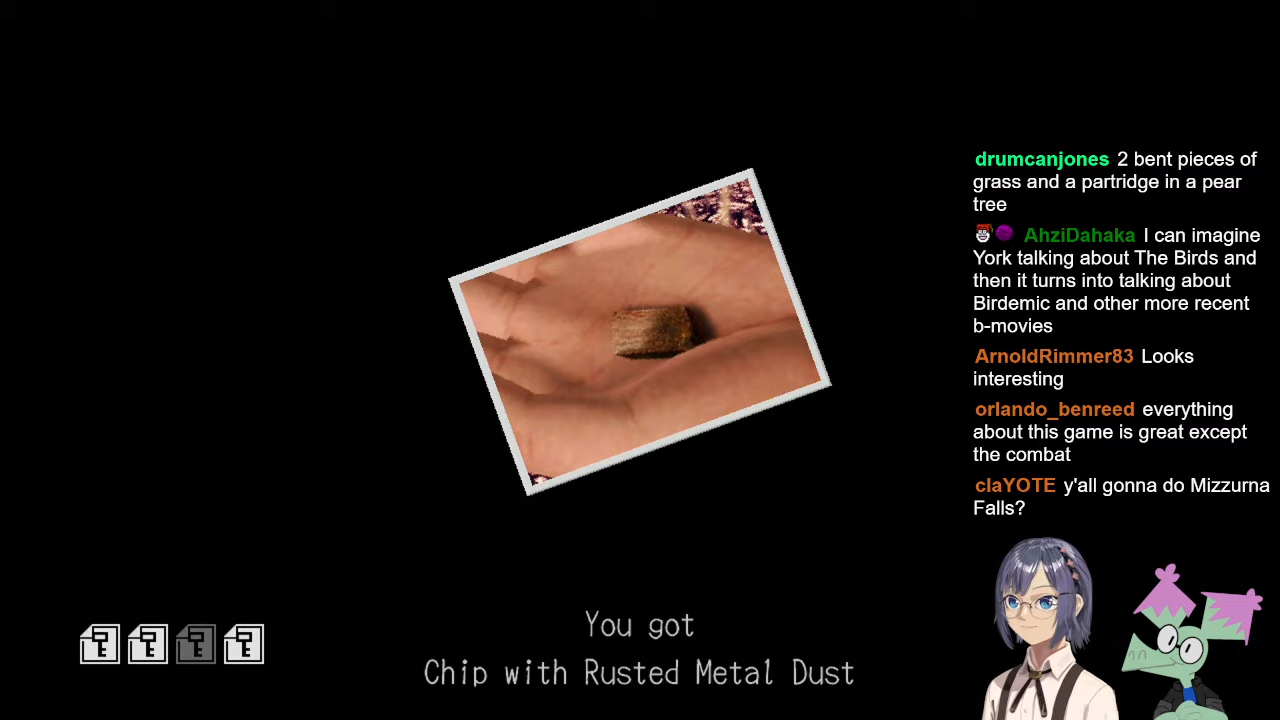 drumcanjones 2 bent pieces of
grass and a partridge in a pear
tree
AhziDahaka I can imagine
York talking about The Birds and
then it turns into talking about
Birdemic and other more recent
b-movies
ArnoldRimmer83 Looks
interesting
orlando_benreed everything
about this game is great except
the combat
claYOTE y'all gonna do Mizzurna
Falls?
You got
Chip with Rusted Metal Dust